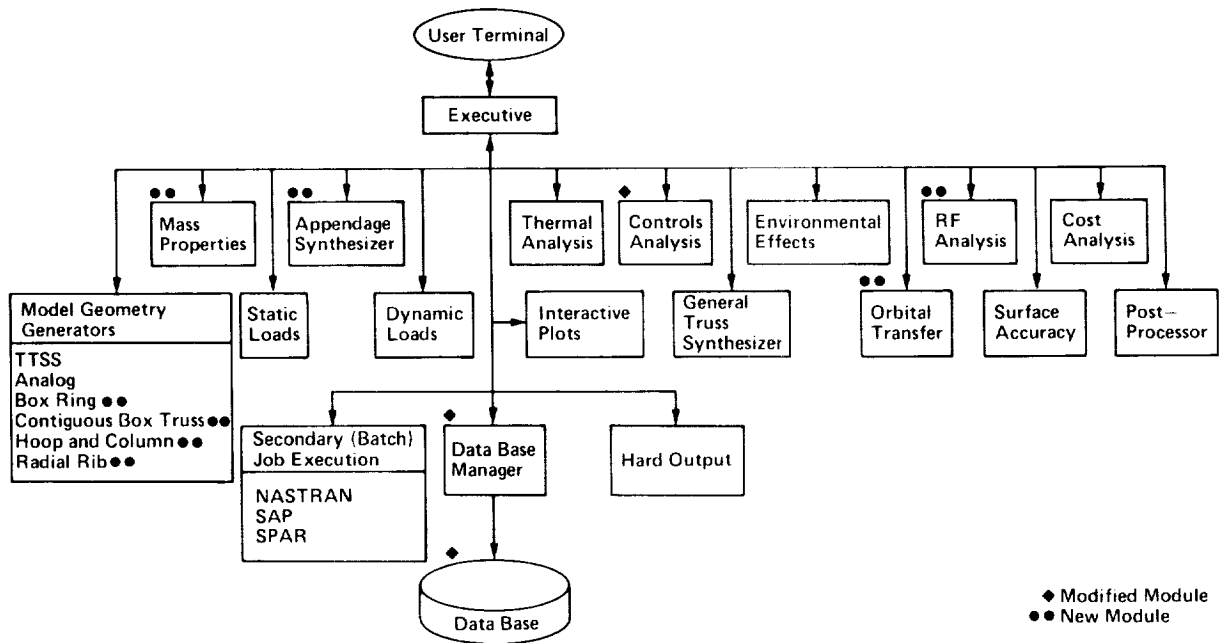 User Terminal
Executive
●● Mass
Properties
●● Appendage
Synthesizer
Thermal
Analysis
◆ Controls
Analysis
Environmental
Effects
●● RF
Analysis
Cost
Analysis
Model Geometry
Generators
TTSS
Analog
Box Ring ●●
Contiguous Box Truss ●●
Hoop and Column ●●
Radial Rib ●●
Static
Loads
Dynamic
Loads
Interactive
Plots
General
Truss
Synthesizer
●● Orbital
Transfer
Surface
Accuracy
Post—
Processor
Secondary (Batch)
Job Execution
NASTRAN
SAP
SPAR
◆ Data Base
Manager
Hard Output
◆ Data Base
◆ Modified Module
●● New Module